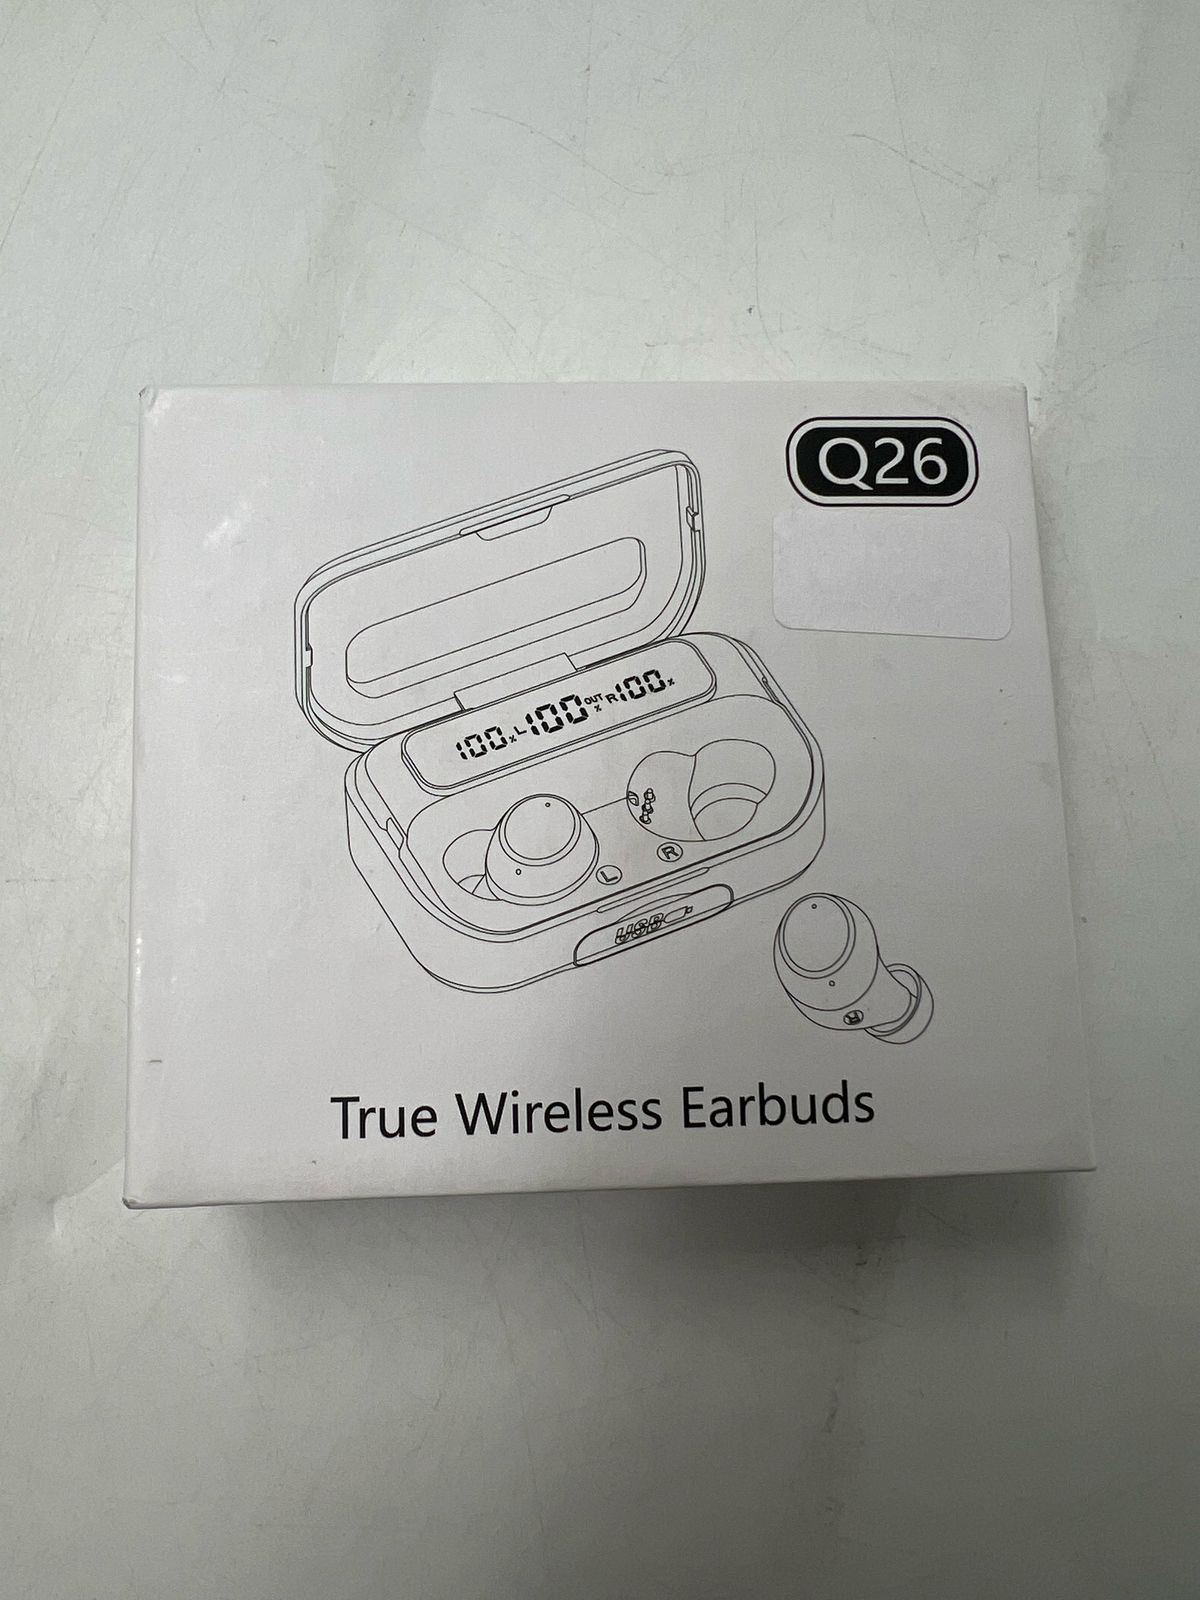 Q26
100% L 100 OUT % R 100%
L
R
USB
R
True Wireless Earbuds